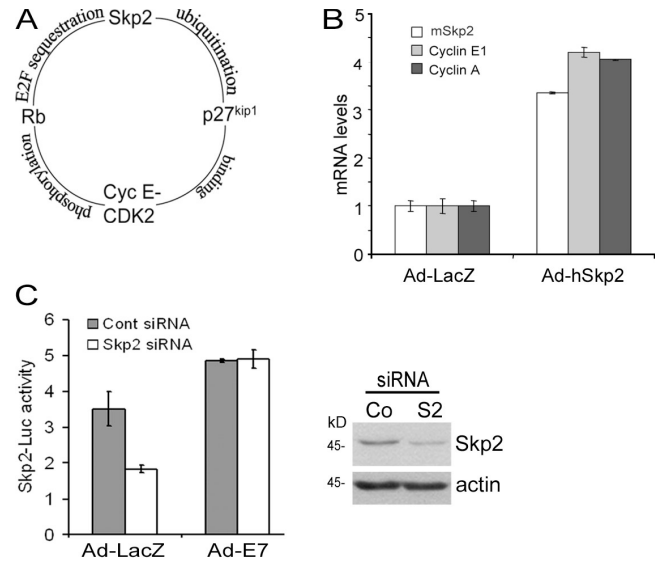 A
Skp2
ubiquitination
p27kip1
binding
Cyc E-
CDK2
phosphorylation
Rb
E2F sequestration
B
mRNA levels
5
4
3
2
1
0
mSkp2
Cyclin E1
Cyclin A
Ad-LacZ
Ad-hSkp2
C
Skp2-Luc activity
6
5
4
3
2
1
0
Cont siRNA
Skp2 siRNA
Ad-LacZ
Ad-E7
siRNA
Co S2
kD
45- Skp2
45- actin